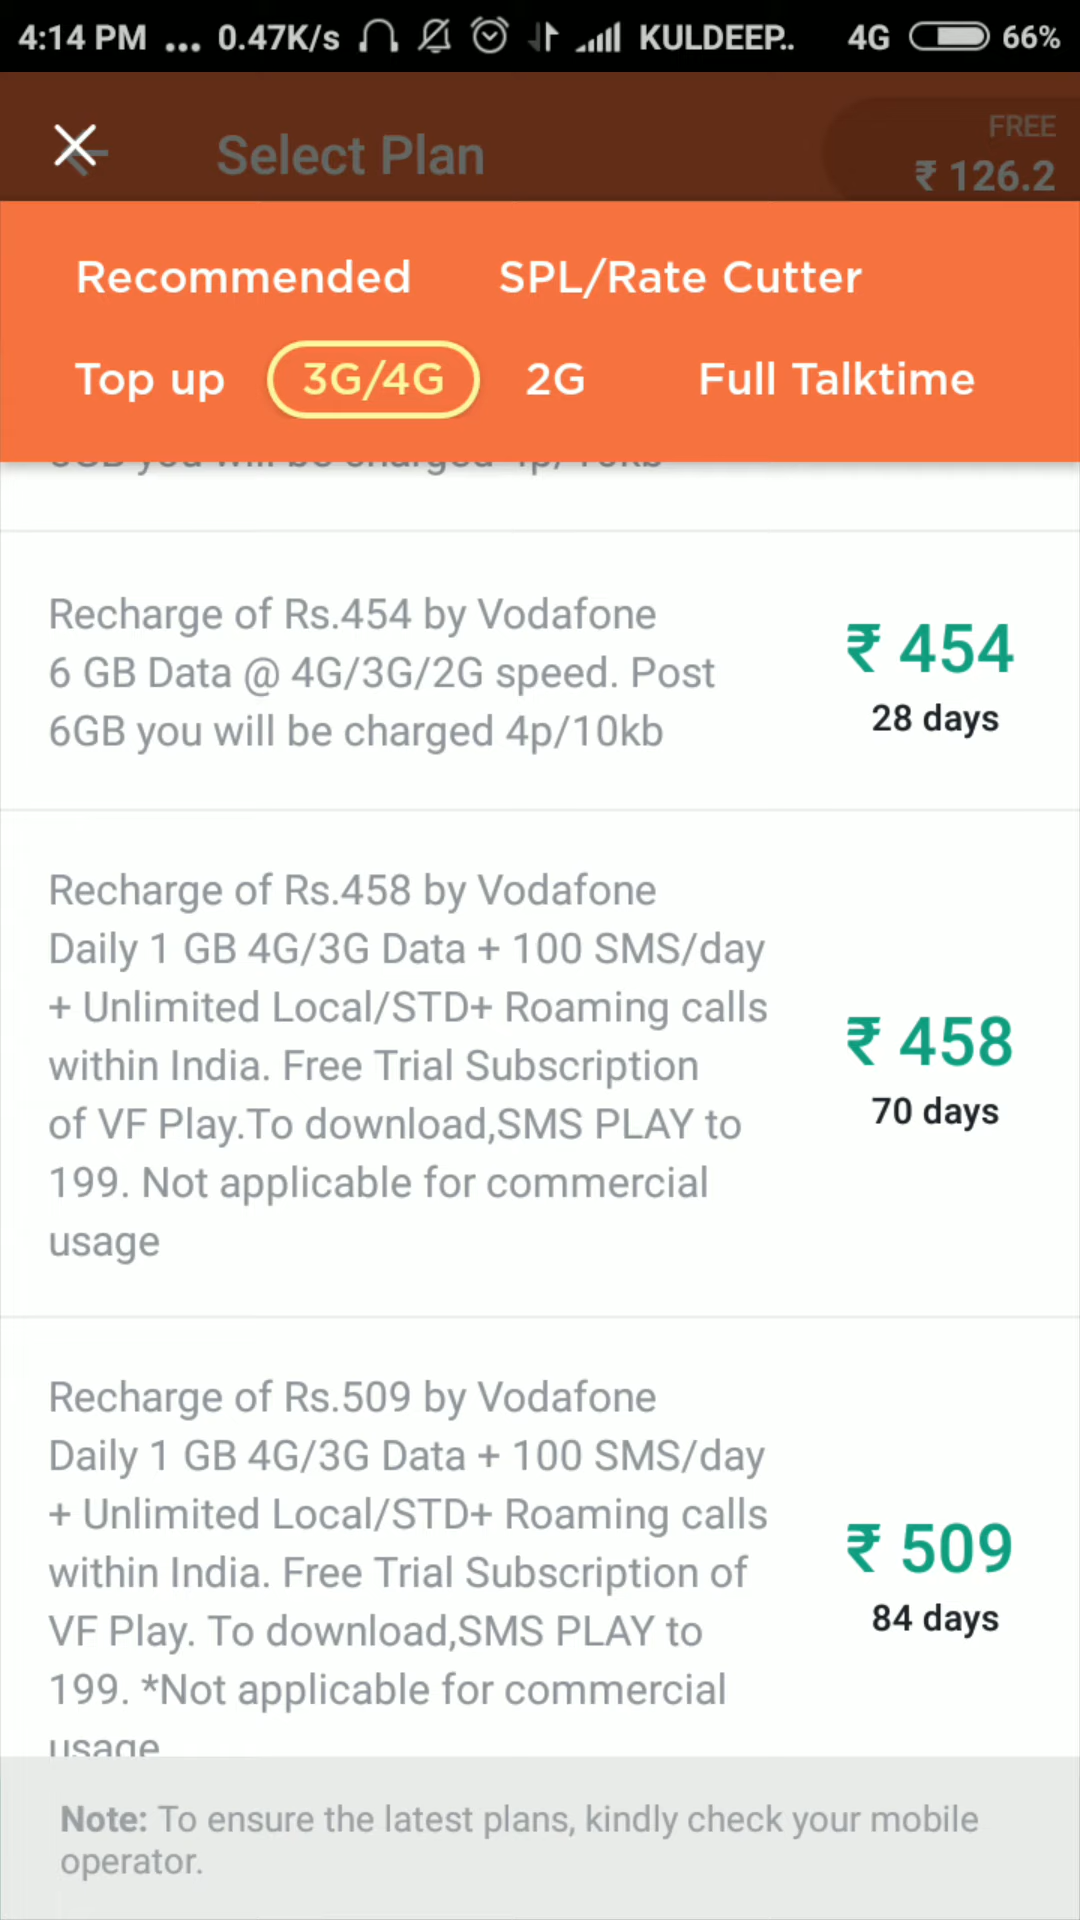 4:14 PM ... 0.47K/s KULDEEP.. 4G 66%
Select Plan
FREE
₹ 126.2
Recommended SPL/Rate Cutter
Top up 3G/4G 2G Full Talktime
Recharge of Rs.454 by Vodafone
6 GB Data @ 4G/3G/2G speed. Post
6GB you will be charged 4p/10kb
₹ 454
28 days
Recharge of Rs.458 by Vodafone
Daily 1 GB 4G/3G Data + 100 SMS/day
+ Unlimited Local/STD+ Roaming calls
within India. Free Trial Subscription
of VF Play.To download,SMS PLAY to
199. Not applicable for commercial
usage
₹ 458
70 days
Recharge of Rs.509 by Vodafone
Daily 1 GB 4G/3G Data + 100 SMS/day
+ Unlimited Local/STD+ Roaming calls
within India. Free Trial Subscription of
VF Play. To download,SMS PLAY to
199. *Not applicable for commercial
usage
₹ 509
84 days
Note: To ensure the latest plans, kindly check your mobile
operator.